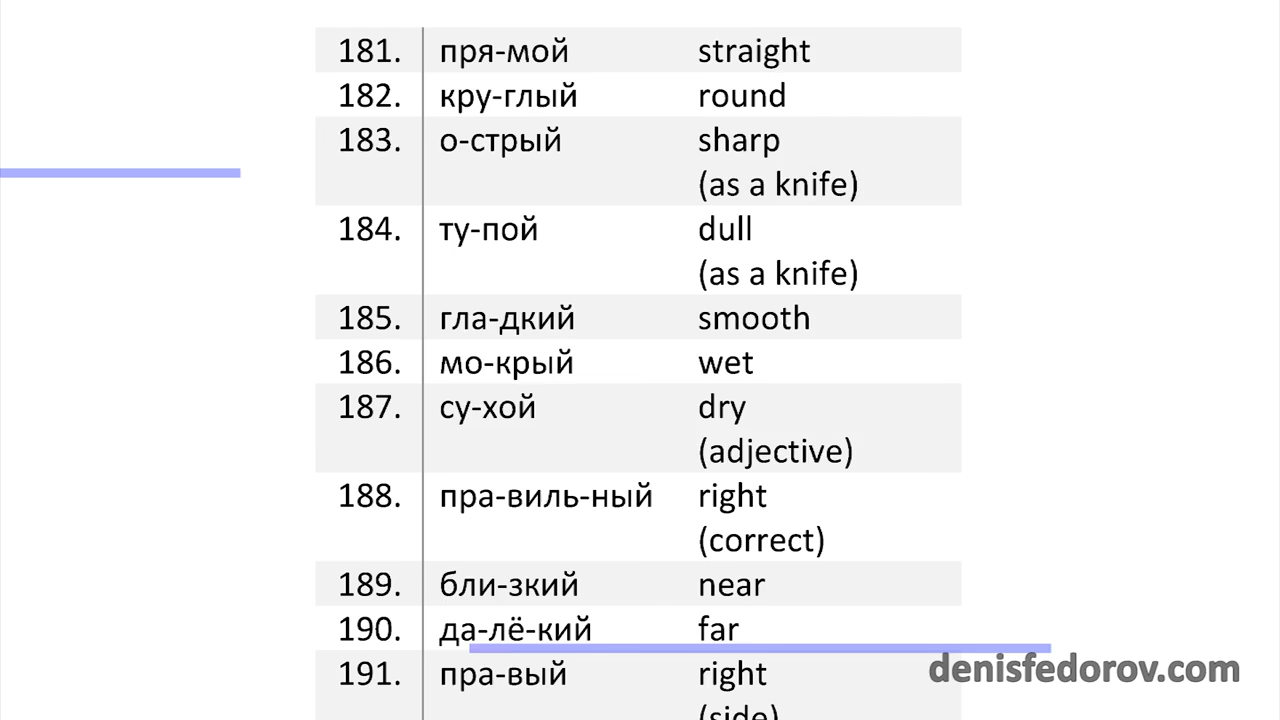 181. пря-мой straight
182. кру-глый round
183. о-стрый sharp
(as a knife)
184. ту-пой dull
(as a knife)
185. гла-дкий smooth
186. мо-крый wet
187. су-хой dry
(adjective)
188. пра-виль-ный right
(correct)
189. бли-зкий near
190. да-лё-кий far
191. пра-вый right
(side)
denisfedorov.com